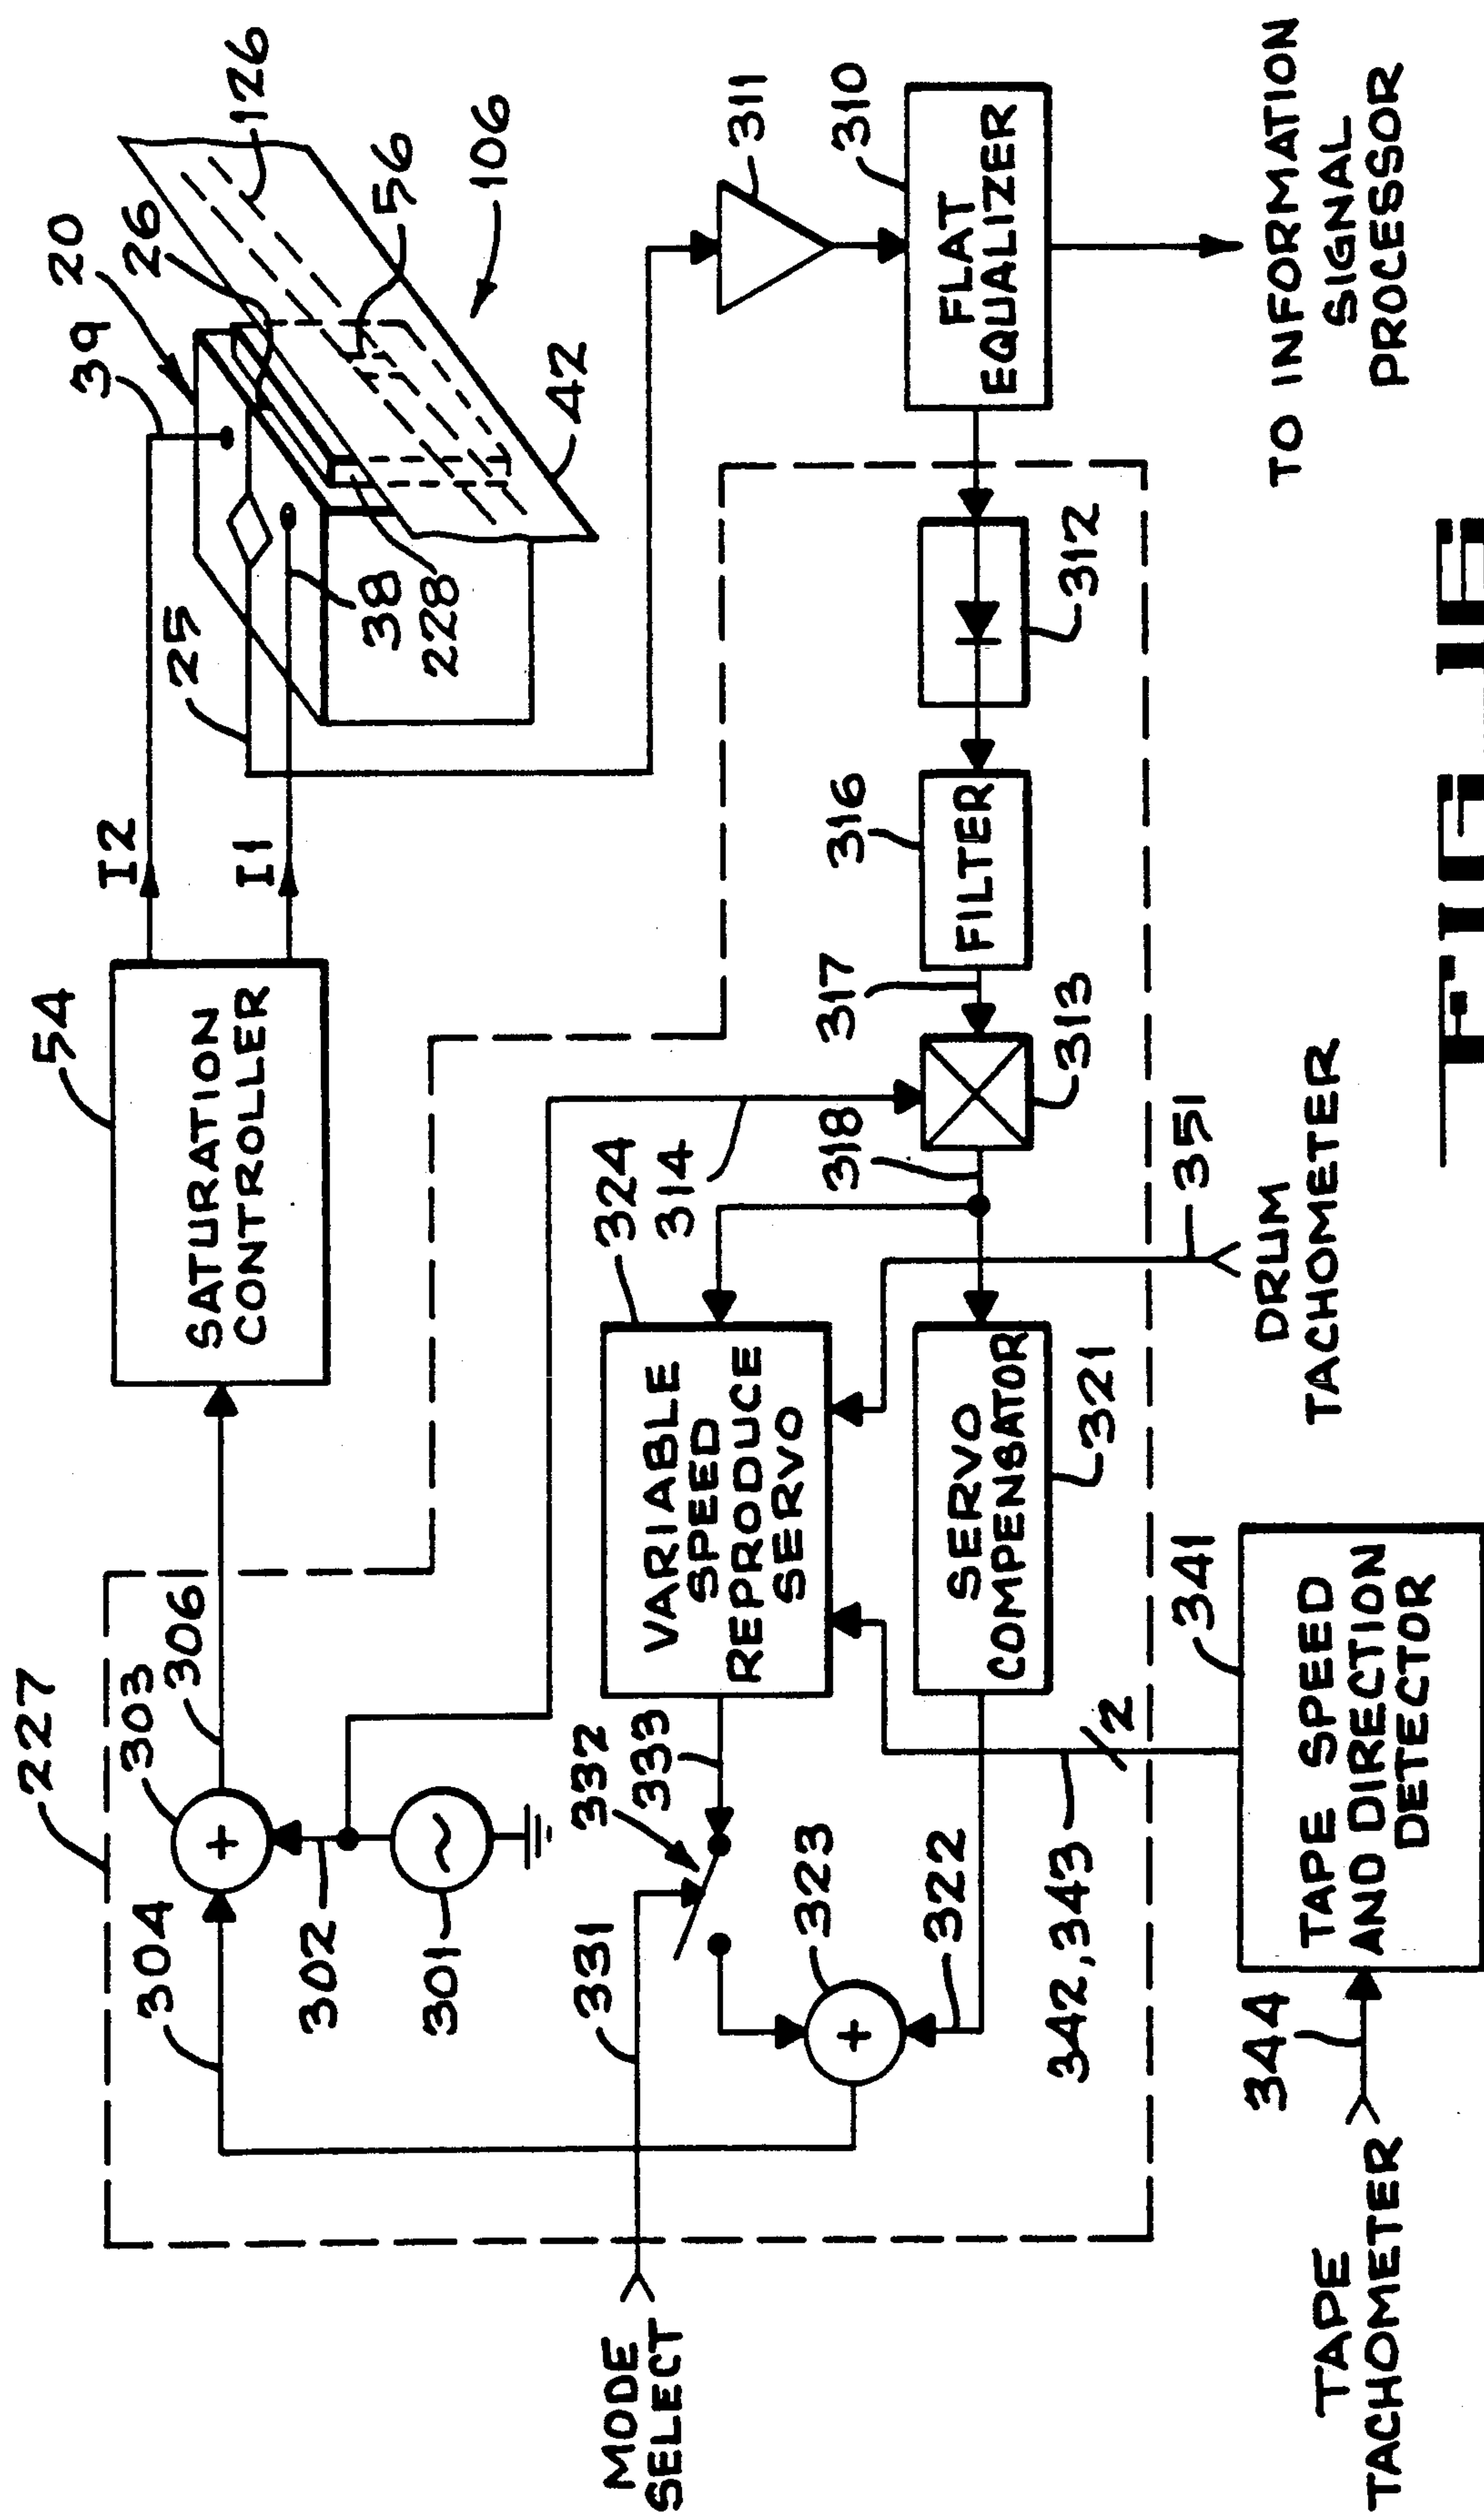 227
304
303
306
302
301
54
SATURATION
CONTROLLER
I2
I1
25
39
20
26
126
56
106
42
38
228
311
310
FLAT
EQUALIZER
TO INFORMATION
SIGNAL
PROCESSOR
312
316
FILTER
317
313
318
314
324
VARIABLE
SPEED
REPRODUCE
SERVO
SERVO
COMPENSATOR
321
351
DRUM
TACHOMETER
332
333
331
323
322
342,343
2
MODE
SELECT
341
TAPE SPEED
AND DIRECTION
DETECTOR
344
TAPE
TACHOMETER